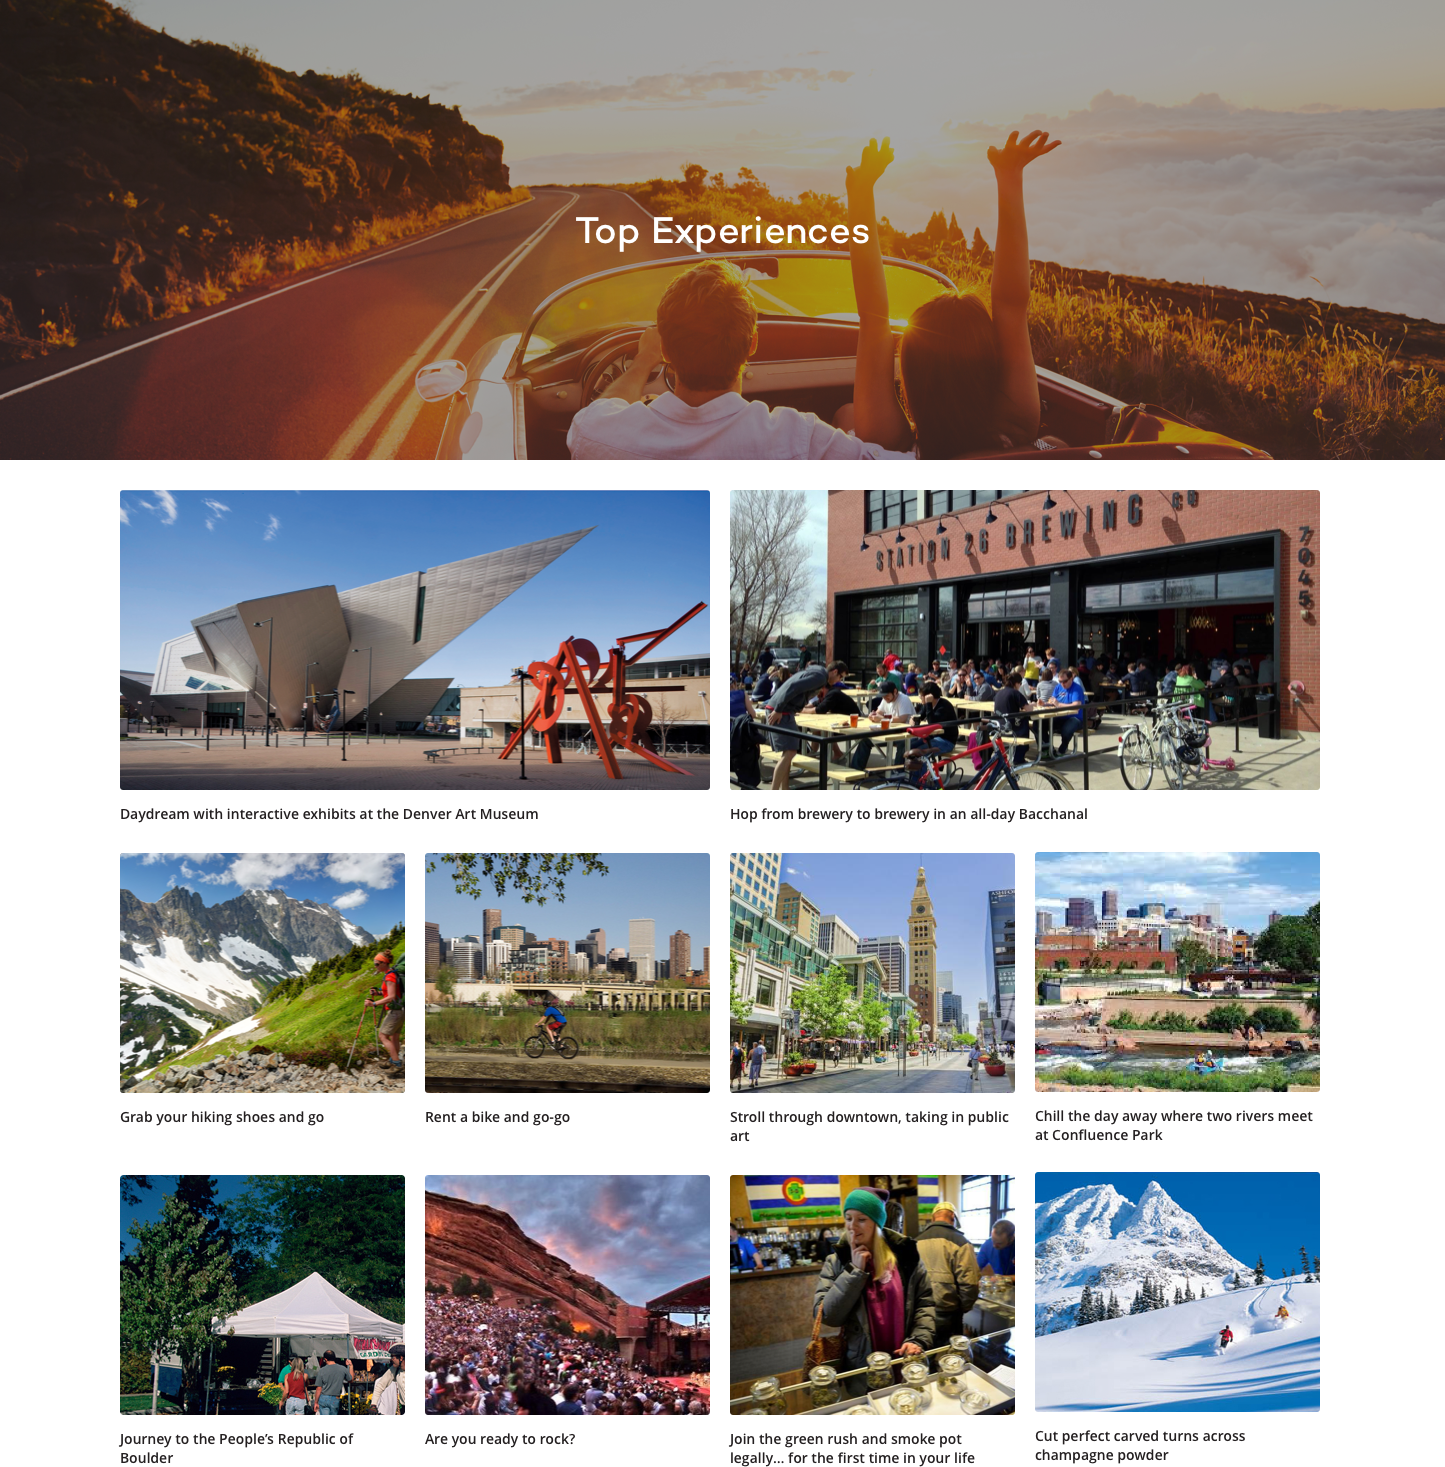 Top Experiences
STATION 26 BREWING CO
7045
Daydream with interactive exhibits at the Denver Art Museum
Hop from brewery to brewery in an all-day Bacchanal
Grab your hiking shoes and go
Rent a bike and go-go
Stroll through downtown, taking in public
art
Chill the day away where two rivers meet
at Confluence Park
Journey to the People's Republic of
Boulder
Are you ready to rock?
Join the green rush and smoke pot
legally... for the first time in your life
Cut perfect carved turns across
champagne powder